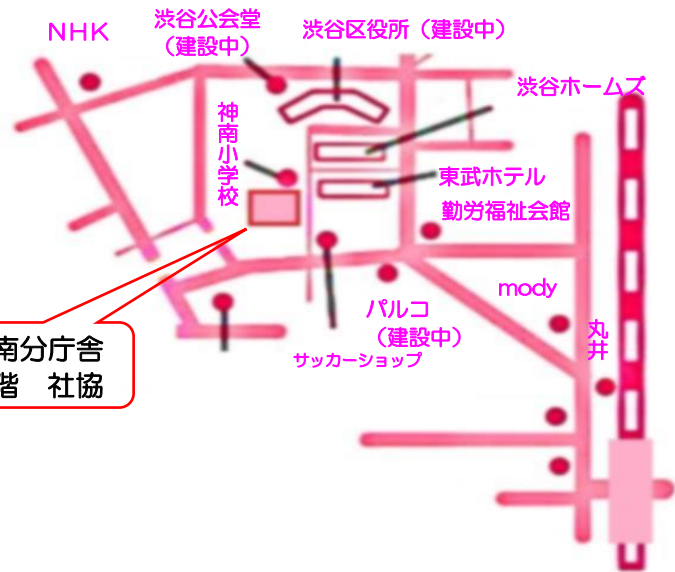 NHK
渋谷公会堂
（建設中）
渋谷区役所（建設中）
渋谷ホームズ
神南小学校
東武ホテル
勤労福祉会館
mody
丸井
パルコ
（建設中）
サッカーショップ
南分庁舎
階　社協